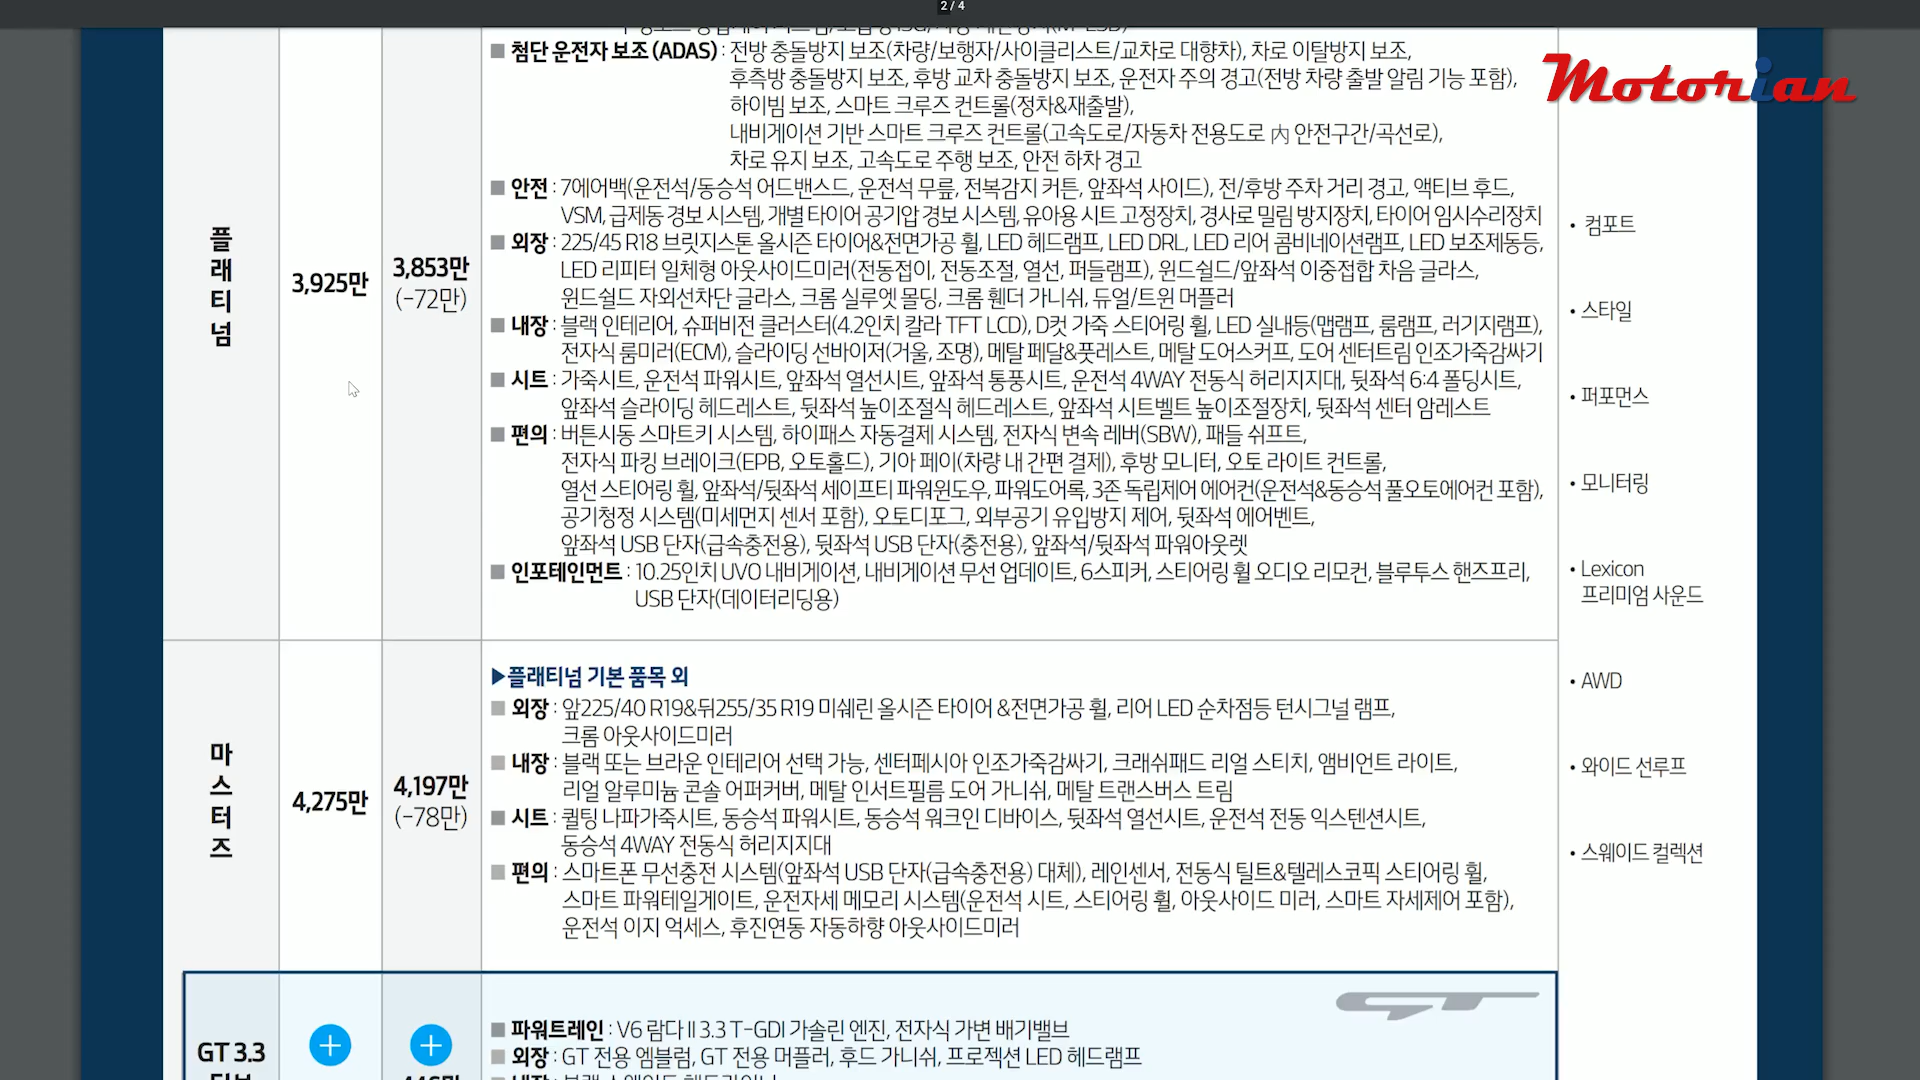 2 / 4
Motorian
■ 첨단 운전자 보조 (ADAS) : 전방 충돌방지 보조(차량/보행자/사이클리스트/교차로 대향차), 차로 이탈방지 보조,
후측방 충돌방지 보조, 후방 교차 충돌방지 보조, 운전자 주의 경고(전방 차량 출발 알림 기능 포함),
하이빔 보조, 스마트 크루즈 컨트롤(정차&재출발),
내비게이션 기반 스마트 크루즈 컨트롤(고속도로/자동차 전용도로 內 안전구간/곡선로),
차로 유지 보조, 고속도로 주행 보조, 안전 하차 경고
플래티넘
3,925만
3,853만
(-72만)
■ 안전 : 7에어백(운전석/동승석 어드밴스드, 운전석 무릎, 전복감지 커튼, 앞좌석 사이드), 전/후방 주차 거리 경고, 액티브 후드,
VSM, 급제동 경보 시스템, 개별 타이어 공기압 경보 시스템, 유아용 시트 고정장치, 경사로 밀림 방지장치, 타이어 임시수리장치
■ 외장 : 225/45 R18 브릿지스톤 올시즌 타이어&전면가공 휠, LED 헤드램프, LED DRL, LED 리어 콤비네이션램프, LED 보조제동등,
LED 리피터 일체형 아웃사이드미러(전동접이, 전동조절, 열선, 퍼들램프), 윈드쉴드/앞좌석 이중접합 차음 글라스,
윈드쉴드 자외선차단 글라스, 크롬 실루엣 몰딩, 크롬 휀더 가니쉬, 듀얼/트윈 머플러
■ 내장 : 블랙 인테리어, 슈퍼비전 클러스터(4.2인치 칼라 TFT LCD), D컷 가죽 스티어링 휠, LED 실내등(맵램프, 룸램프, 러기지램프),
전자식 룸미러(ECM), 슬라이딩 선바이저(거울, 조명), 메탈 페달&풋레스트, 메탈 도어스커프, 도어 센터트림 인조가죽감싸기
■ 시트 : 가죽시트, 운전석 파워시트, 앞좌석 열선시트, 앞좌석 통풍시트, 운전석 4WAY 전동식 허리지지대, 뒷좌석 6:4 폴딩시트,
앞좌석 슬라이딩 헤드레스트, 뒷좌석 높이조절식 헤드레스트, 앞좌석 시트벨트 높이조절장치, 뒷좌석 센터 암레스트
■ 편의 : 버튼시동 스마트키 시스템, 하이패스 자동결제 시스템, 전자식 변속 레버(SBW), 패들 쉬프트,
전자식 파킹 브레이크(EPB, 오토홀드), 기아 페이(차량 내 간편 결제), 후방 모니터, 오토 라이트 컨트롤,
열선 스티어링 휠, 앞좌석/뒷좌석 세이프티 파워윈도우, 파워도어록, 3존 독립제어 에어컨(운전석&동승석 풀오토에어컨 포함),
공기청정 시스템(미세먼지 센서 포함), 오토디포그, 외부공기 유입방지 제어, 뒷좌석 에어벤트,
앞좌석 USB 단자(급속충전용), 뒷좌석 USB 단자(충전용), 앞좌석/뒷좌석 파워아웃렛
■ 인포테인먼트 : 10.25인치 UVO 내비게이션, 내비게이션 무선 업데이트, 6스피커, 스티어링 휠 오디오 리모컨, 블루투스 핸즈프리,
USB 단자(데이터리딩용)
마스터즈
4,275만
4,197만
(-78만)
▶플래티넘 기본 품목 외
■ 외장 : 앞225/40 R19&뒤255/35 R19 미쉐린 올시즌 타이어 &전면가공 휠, 리어 LED 순차점등 턴시그널 램프,
크롬 아웃사이드미러
■ 내장 : 블랙 또는 브라운 인테리어 선택 가능, 센터페시아 인조가죽감싸기, 크래쉬패드 리얼 스티치, 앰비언트 라이트,
리얼 알루미늄 콘솔 어퍼커버, 메탈 인서트필름 도어 가니쉬, 메탈 트랜스버스 트림
■ 시트 : 퀼팅 나파가죽시트, 동승석 파워시트, 동승석 워크인 디바이스, 뒷좌석 열선시트, 운전석 전동 익스텐션시트,
동승석 4WAY 전동식 허리지지대
■ 편의 : 스마트폰 무선충전 시스템(앞좌석 USB 단자(급속충전용) 대체), 레인센서, 전동식 틸트&텔레스코픽 스티어링 휠,
스마트 파워테일게이트, 운전자세 메모리 시스템(운전석 시트, 스티어링 휠, 아웃사이드 미러, 스마트 자세제어 포함),
운전석 이지 억세스, 후진연동 자동하향 아웃사이드미러
• 컴포트
• 스타일
• 퍼포먼스
• 모니터링
• Lexicon
프리미엄 사운드
• AWD
• 와이드 선루프
• 스웨이드 컬렉션
GT
GT 3.3
+
+
■ 파워트레인 : V6 람다 II 3.3 T-GDI 가솔린 엔진, 전자식 가변 배기밸브
■ 외장 : GT 전용 엠블럼, GT 전용 머플러, 후드 가니쉬, 프로젝션 LED 헤드램프